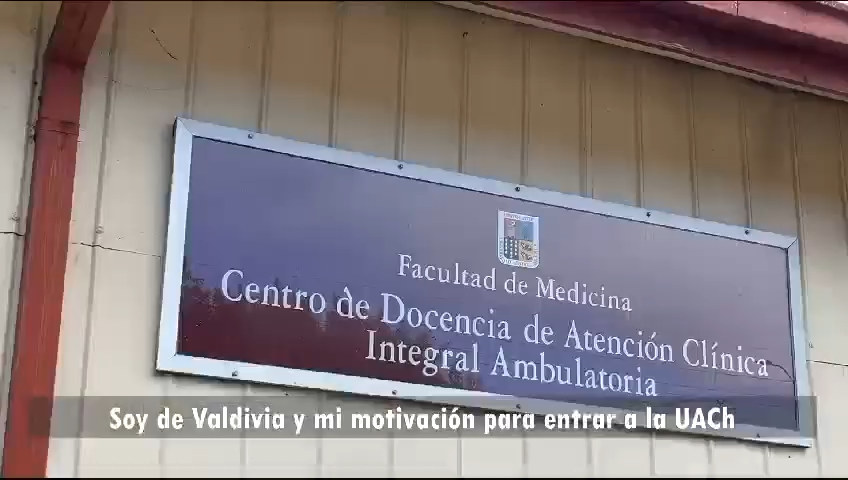 Facultad de Medicina
Centro de Docencia de Atención Clínica
Integral Ambulatoria
Soy de Valdivia y mi motivación para entrar a la UACh